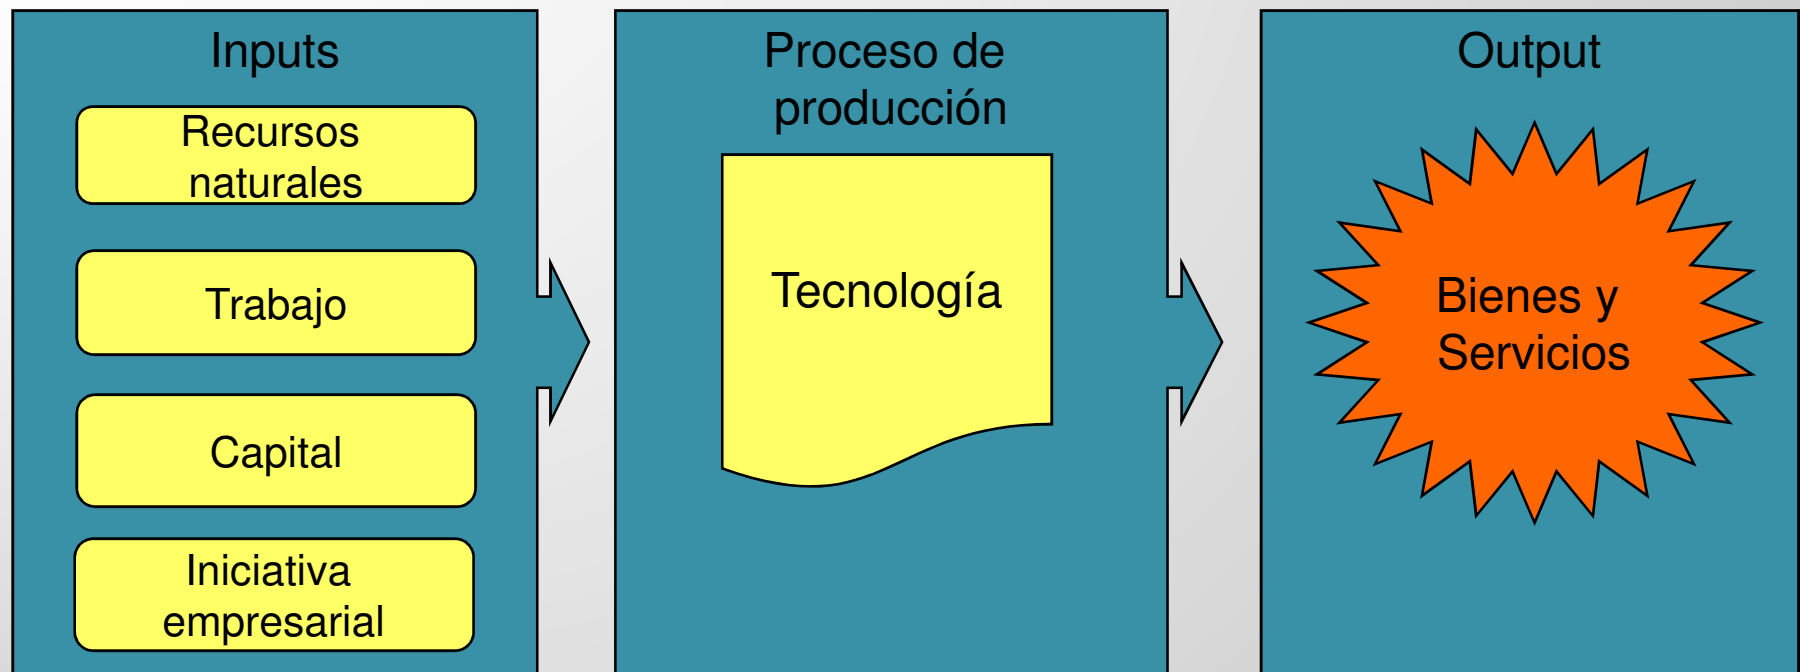 Inputs
Recursos
naturales
Trabajo
Capital
Iniciativa
empresarial
Proceso de
producción
Tecnología
Output
Bienes y
Servicios